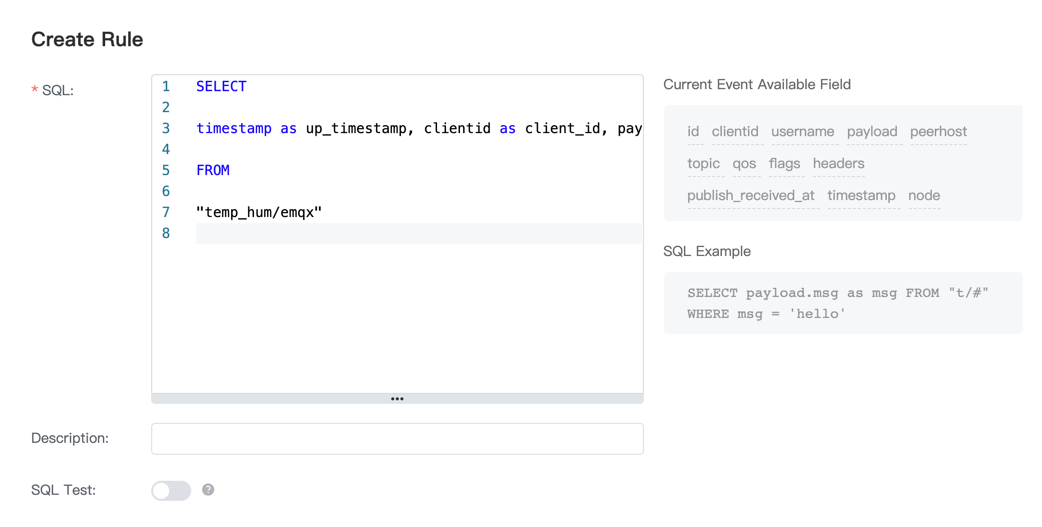 Create Rule
* SQL:
1 SELECT
2
3 timestamp as up_timestamp, clientid as client_id, pay
4
5 FROM
6
7 "temp_hum/emqx"
8
•••
Current Event Available Field
id clientid username payload peerhost
topic qos flags headers
publish_received_at timestamp node
SQL Example
SELECT payload.msg as msg FROM "t/#"
WHERE msg = 'hello'
Description:
SQL Test: ?